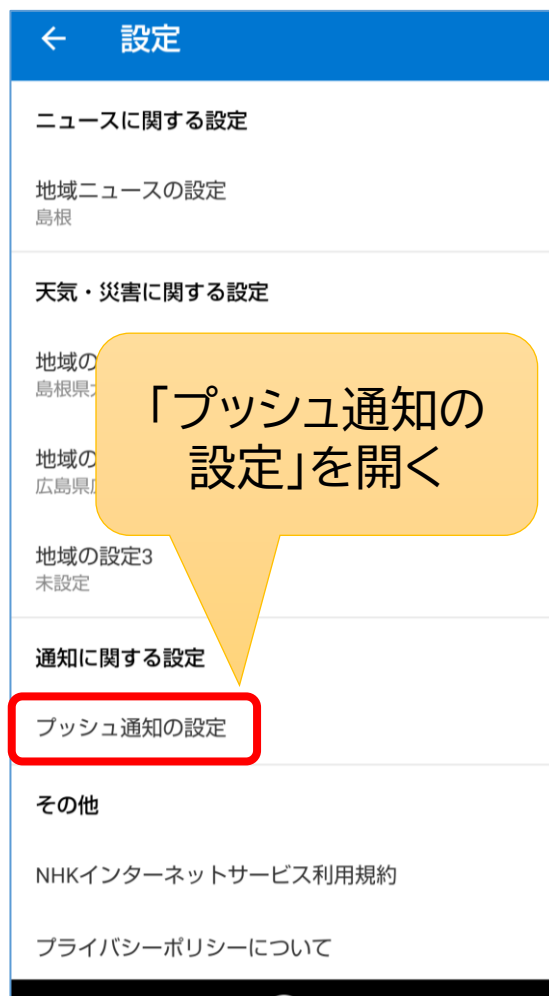 ← 設定
ニュースに関する設定
地域ニュースの設定
島根
天気・災害に関する設定
地域の
島根県
「プッシュ通知の
設定」を開く
地域の
広島県
地域の設定3
未設定
通知に関する設定
プッシュ通知の設定
その他
NHKインターネットサービス利用規約
プライバシーポリシーについて